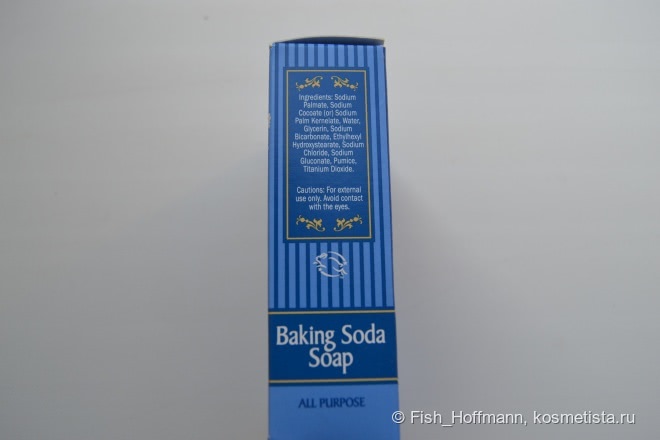 Ingredients: Sodium
Palmate, Sodium
Cocoate (or) Sodium
Palm Kernelate, Water,
Glycerin, Sodium
Bicarbonate, Ethylhexyl
Hydroxystearate, Sodium
Chloride, Sodium
Gluconate, Pumice,
Titanium Dioxide.
Cautions: For external
use only. Avoid contact
with the eyes.
Baking Soda
Soap
ALL PURPOSE
© Fish_Hoffmann, kosmetista.ru